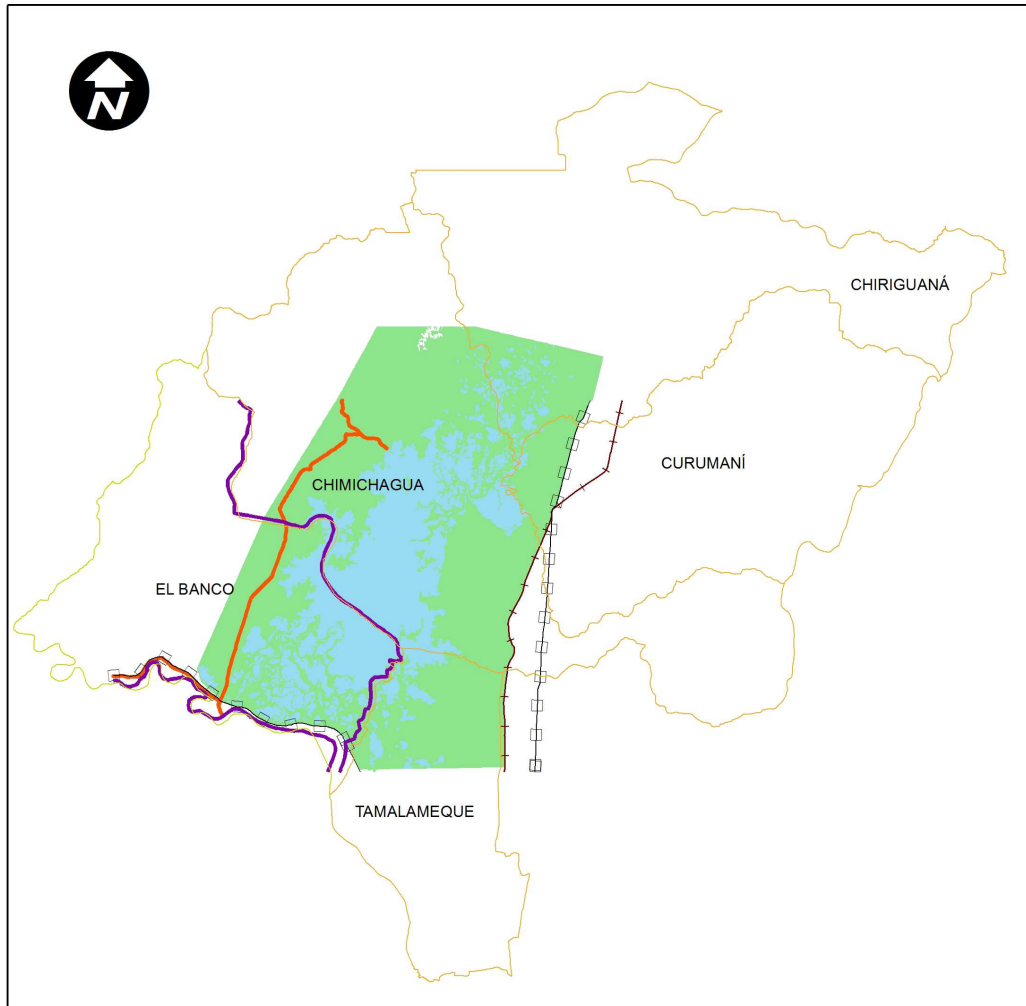 N
CHIRIGUANÁ
CURUMANÍ
CHIMICHAGUA
EL BANCO
TAMALAMEQUE